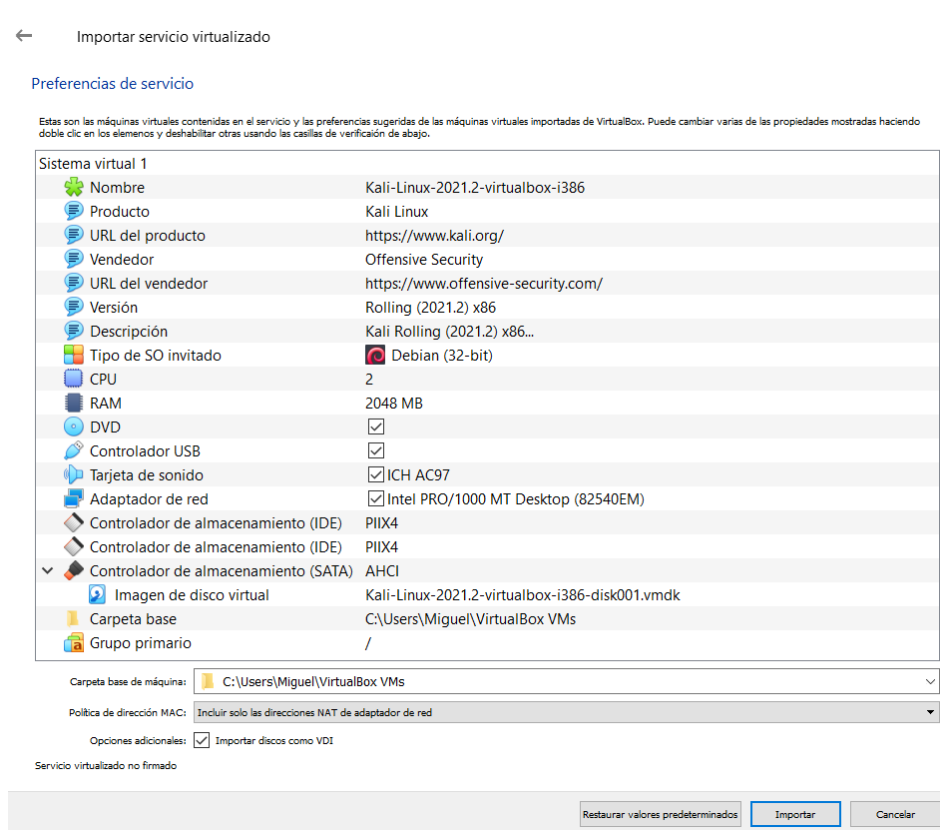 Importar servicio virtualizado
Preferencias de servicio
Estas son las máquinas virtuales contenidas en el servicio y las preferencias sugeridas de las máquinas virtuales importadas de VirtualBox. Puede cambiar varias de las propiedades mostradas haciendo
doble clic en los elemenos y deshabilitar otras usando las casillas de verificaión de abajo.
Sistema virtual 1
Nombre Kali-Linux-2021.2-virtualbox-i386
Producto Kali Linux
URL del producto https://www.kali.org/
Vendedor Offensive Security
URL del vendedor https://www.offensive-security.com/
Versión Rolling (2021.2) x86
Descripción Kali Rolling (2021.2) x86...
Tipo de SO invitado Debian (32-bit)
CPU 2
RAM 2048 MB
DVD
Controlador USB
Tarjeta de sonido ICH AC97
Adaptador de red Intel PRO/1000 MT Desktop (82540EM)
Controlador de almacenamiento (IDE) PIIX4
Controlador de almacenamiento (IDE) PIIX4
Controlador de almacenamiento (SATA) AHCI
Imagen de disco virtual Kali-Linux-2021.2-virtualbox-i386-disk001.vmdk
Carpeta base C:\Users\Miguel\VirtualBox VMs
Grupo primario /
Carpeta base de máquina: C:\Users\Miguel\VirtualBox VMs
Política de dirección MAC: Incluir solo las direcciones NAT de adaptador de red
Opciones adicionales: Importar discos como VDI
Servicio virtualizado no firmado
Restaurar valores predeterminados Importar Cancelar